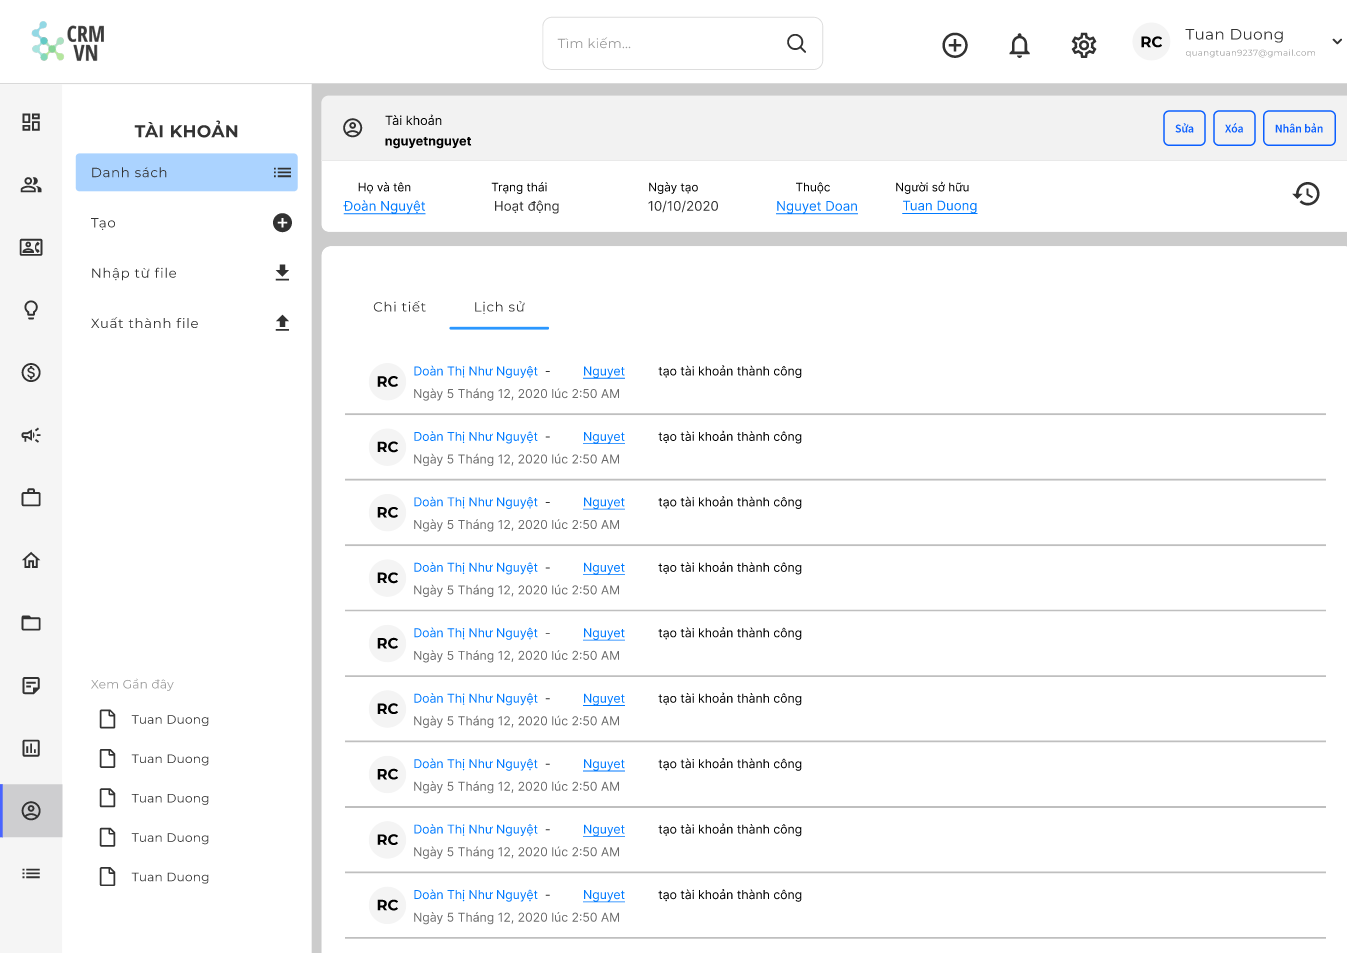 CRM
VN
Tìm kiếm...
RC
Tuan Duong
quangtuan9237@gmail.com
TÀI KHOẢN
Danh sách
Tạo
Nhập từ file
Xuất thành file
Xem Gần đây
Tuan Duong
Tuan Duong
Tuan Duong
Tuan Duong
Tuan Duong
Tài khoản
nguyetnguyet
Sửa Xóa Nhân bản
Họ và tên Trạng thái Ngày tạo Thuộc Người sở hữu
Đoàn Nguyệt Hoạt động 10/10/2020 Nguyet Doan Tuan Duong
Chi tiết Lịch sử
RC
Doàn Thị Như Nguyệt - Nguyet tạo tài khoản thành công
Ngày 5 Tháng 12, 2020 lúc 2:50 AM
RC
Doàn Thị Như Nguyệt - Nguyet tạo tài khoản thành công
Ngày 5 Tháng 12, 2020 lúc 2:50 AM
RC
Doàn Thị Như Nguyệt - Nguyet tạo tài khoản thành công
Ngày 5 Tháng 12, 2020 lúc 2:50 AM
RC
Doàn Thị Như Nguyệt - Nguyet tạo tài khoản thành công
Ngày 5 Tháng 12, 2020 lúc 2:50 AM
RC
Doàn Thị Như Nguyệt - Nguyet tạo tài khoản thành công
Ngày 5 Tháng 12, 2020 lúc 2:50 AM
RC
Doàn Thị Như Nguyệt - Nguyet tạo tài khoản thành công
Ngày 5 Tháng 12, 2020 lúc 2:50 AM
RC
Doàn Thị Như Nguyệt - Nguyet tạo tài khoản thành công
Ngày 5 Tháng 12, 2020 lúc 2:50 AM
RC
Doàn Thị Như Nguyệt - Nguyet tạo tài khoản thành công
Ngày 5 Tháng 12, 2020 lúc 2:50 AM
RC
Doàn Thị Như Nguyệt - Nguyet tạo tài khoản thành công
Ngày 5 Tháng 12, 2020 lúc 2:50 AM